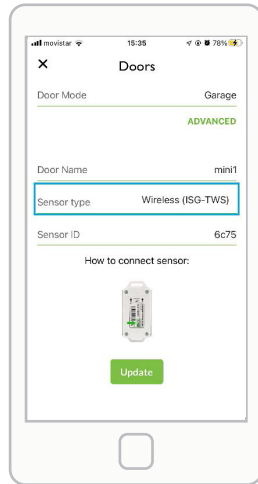 movistar 15:35 78%
× Doors
Door Mode Garage
ADVANCED
Door Name mini1
Sensor type Wireless (ISG-TWS)
Sensor ID 6c75
How to connect sensor:
Update